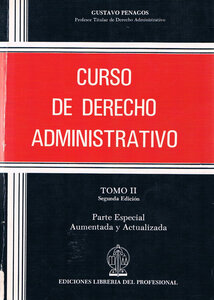 GUSTAVO PENAGOS
Profesor Titular de Derecho Administrativo
CURSO
DE DERECHO
ADMINISTRATIVO
TOMO II
Segunda Edición
Parte Especial
Aumentada y Actualizada
EDICIONES LIBRERIA DEL PROFESIONAL